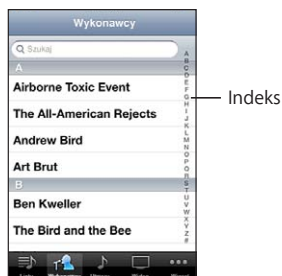 Wykonawcy
Szukaj
A
Airborne Toxic Event
The All-American Rejects
Andrew Bird
Art Brut
B
Ben Kweller
The Bird and the Bee
A
B
C
D
E
F
G
H
I
J
K
L
M
N
O
P
Q
R
S
T
U
V
W
X
Y
Z
#
Indeks